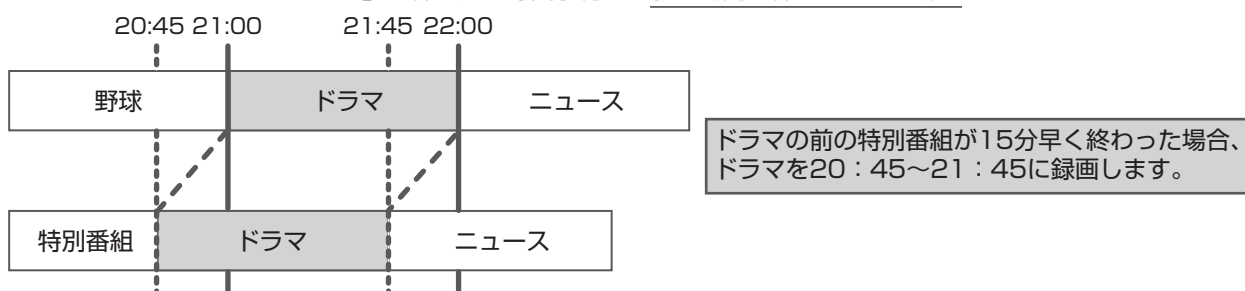 20:45 21:00 21:45 22:00
野球 ドラマ ニュース
ドラマの前の特別番組が15分早く終わった場合、
ドラマを20:45~21:45に録画します。
特別番組 ドラマ ニュース